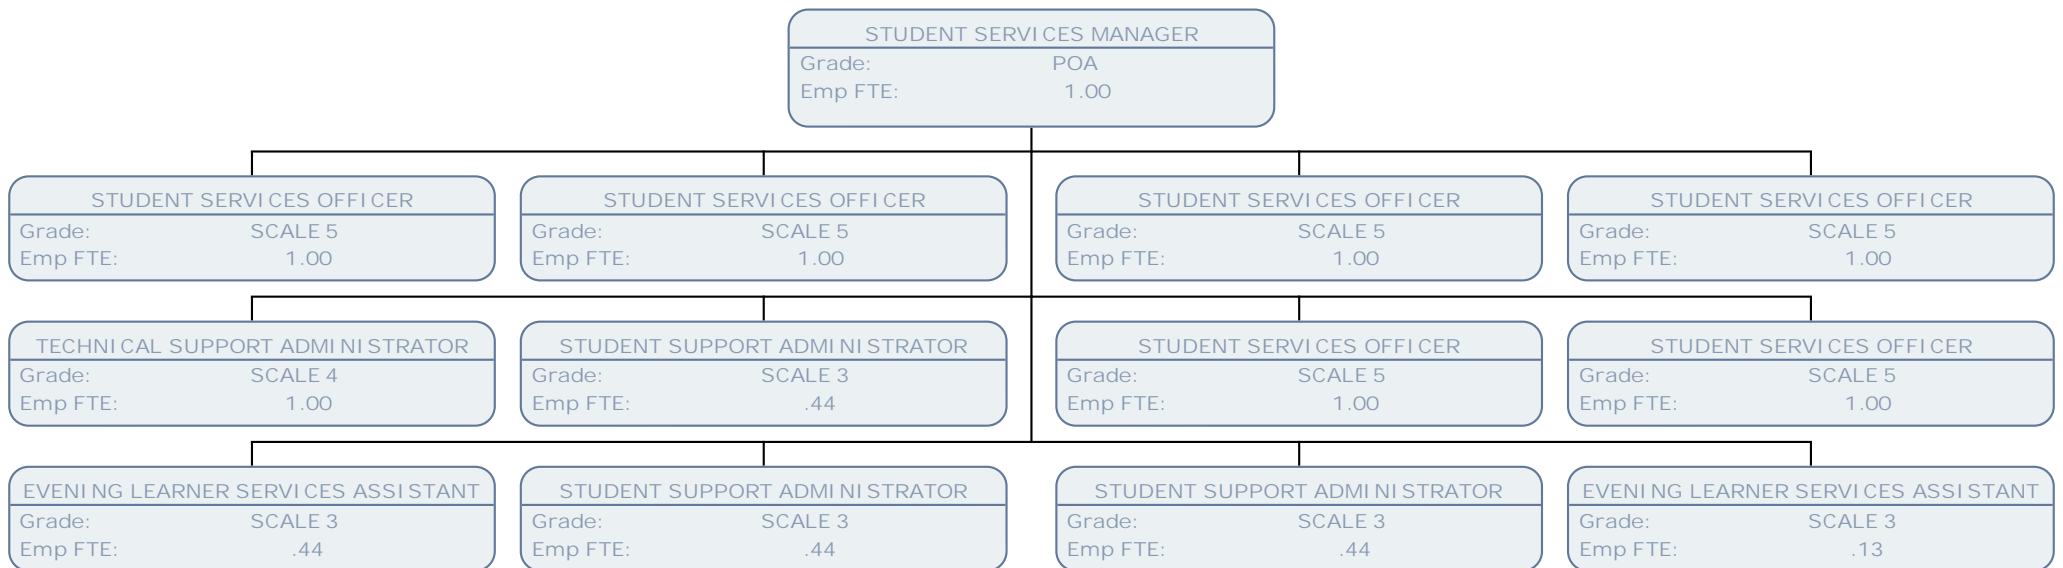 STUDENT SERVICES MANAGER
Grade: POA
Emp FTE: 1.00
STUDENT SERVICES OFFICER
Grade: SCALE 5
Emp FTE: 1.00
STUDENT SERVICES OFFICER
Grade: SCALE 5
Emp FTE: 1.00
STUDENT SERVICES OFFICER
Grade: SCALE 5
Emp FTE: 1.00
STUDENT SERVICES OFFICER
Grade: SCALE 5
Emp FTE: 1.00
TECHNICAL SUPPORT ADMINISTRATOR
Grade: SCALE 4
Emp FTE: 1.00
STUDENT SUPPORT ADMINISTRATOR
Grade: SCALE 3
Emp FTE: .44
STUDENT SERVICES OFFICER
Grade: SCALE 5
Emp FTE: 1.00
STUDENT SERVICES OFFICER
Grade: SCALE 5
Emp FTE: 1.00
EVENING LEARNER SERVICES ASSISTANT
Grade: SCALE 3
Emp FTE: .44
STUDENT SUPPORT ADMINISTRATOR
Grade: SCALE 3
Emp FTE: .44
STUDENT SUPPORT ADMINISTRATOR
Grade: SCALE 3
Emp FTE: .44
EVENING LEARNER SERVICES ASSISTANT
Grade: SCALE 3
Emp FTE: .13